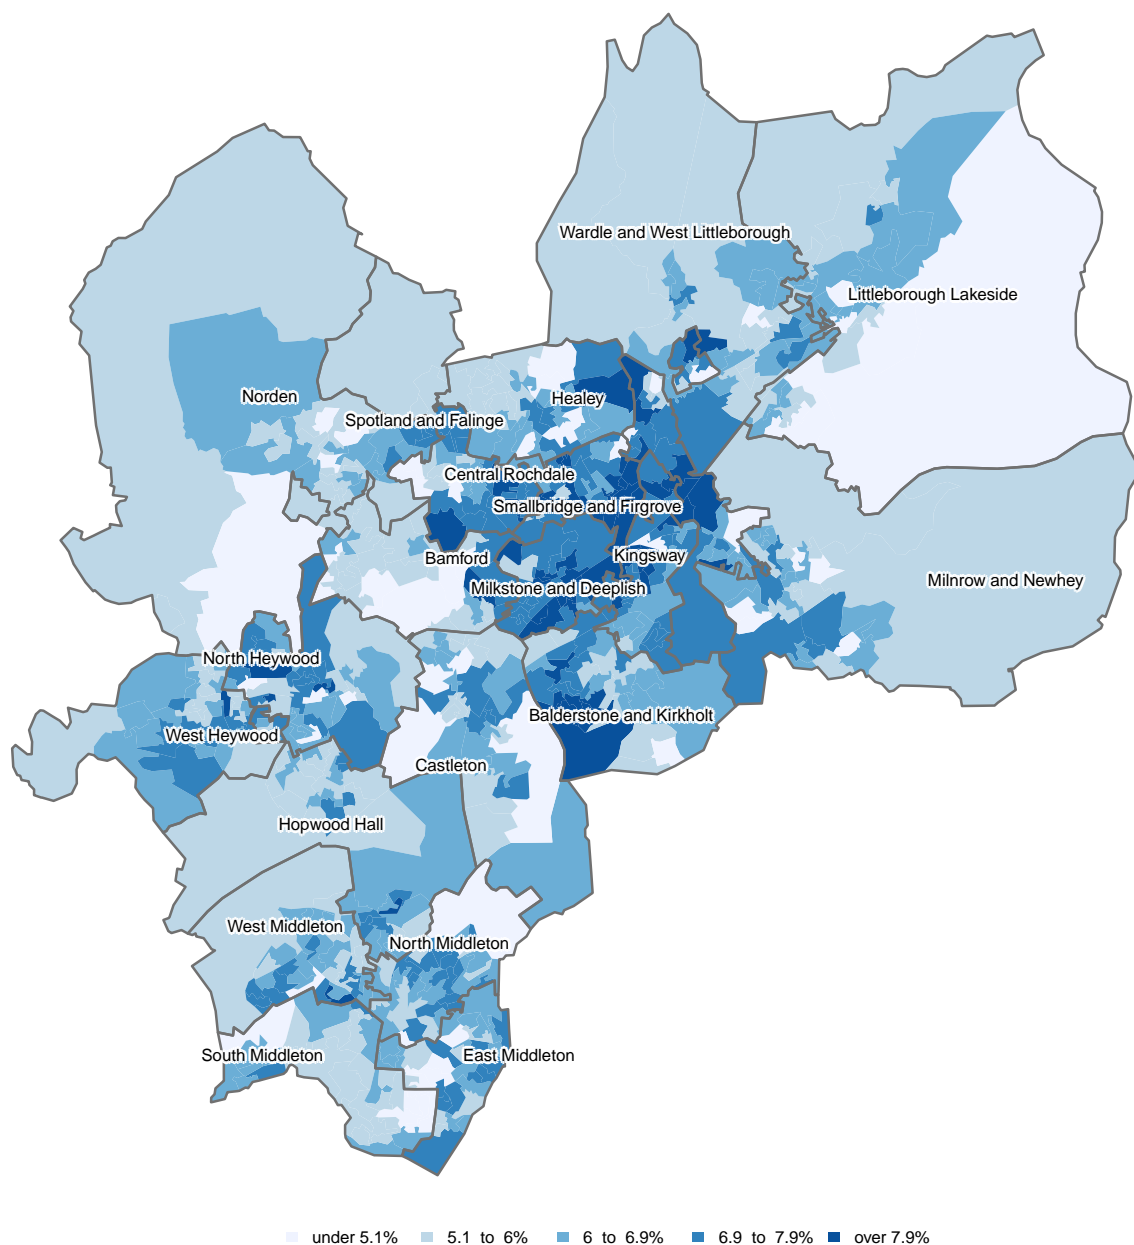 Wardle and West Littleborough
Littleborough Lakeside
Norden
Healey
Spotland and Falinge
Central Rochdale
Smallbridge and Firgrove
Bamford
Kingsway
Milnrow and Newhey
Milkstone and Deeplish
North Heywood
Balderstone and Kirkholt
West Heywood
Castleton
Hopwood Hall
West Middleton
North Middleton
South Middleton
East Middleton
under 5.1% 5.1 to 6% 6 to 6.9% 6.9 to 7.9% over 7.9%